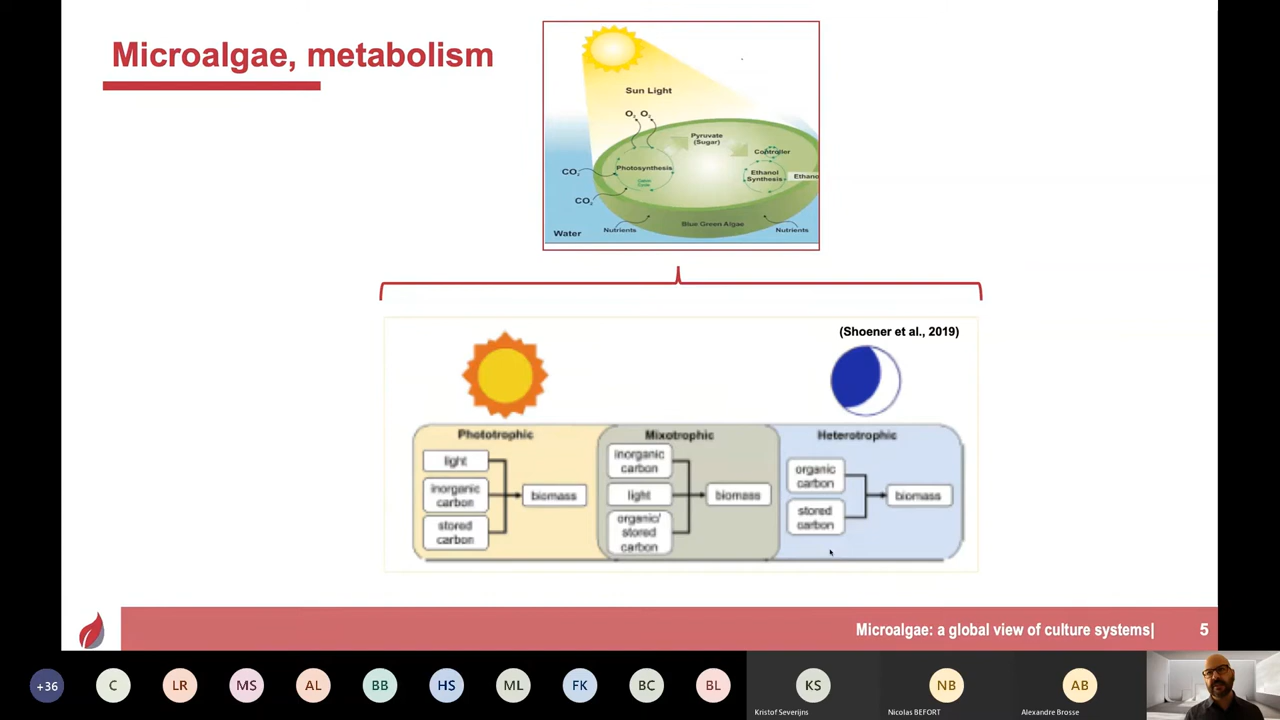 Microalgae, metabolism
Sun Light
O2 O2
Pyruvate
(Sugar)
Controller
Photosynthesis
CO2
Ethanol
Synthesis
Ethano
CO2
Blue Green Algae
Nutrients
Nutrients
Water
(Shoener et al., 2019)
Phototrophic
light
inorganic
carbon
stored
carbon
biomass
Mixotrophic
inorganic
carbon
light
organic/
stored
carbon
biomass
Heterotrophic
organic
carbon
stored
carbon
biomass
Microalgae: a global view of culture systems|
5
+36
C
LR
MS
AL
BB
HS
ML
FK
BC
BL
KS
Kristof Severijns
NB
Nicolas BEFORT
AB
Alexandre Brosse